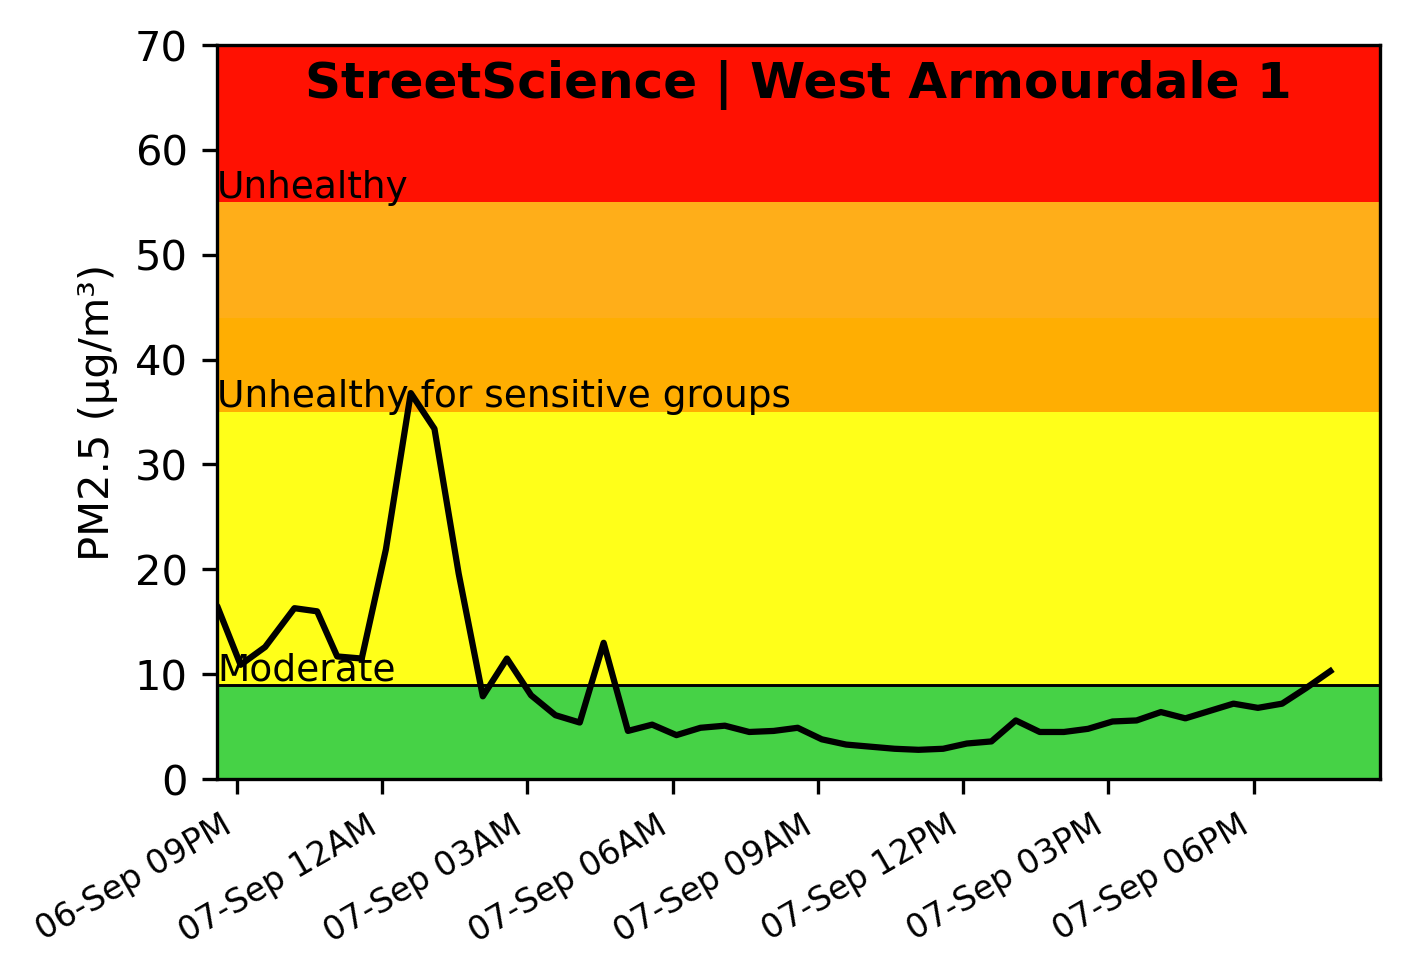 StreetScience | West Armourdale 1
PM2.5 (µg/m³)
70
60
50
40
30
20
10
0
Unhealthy
Unhealthy for sensitive groups
Moderate
06-Sep 09PM
07-Sep 12AM
07-Sep 03AM
07-Sep 06AM
07-Sep 09AM
07-Sep 12PM
07-Sep 03PM
07-Sep 06PM